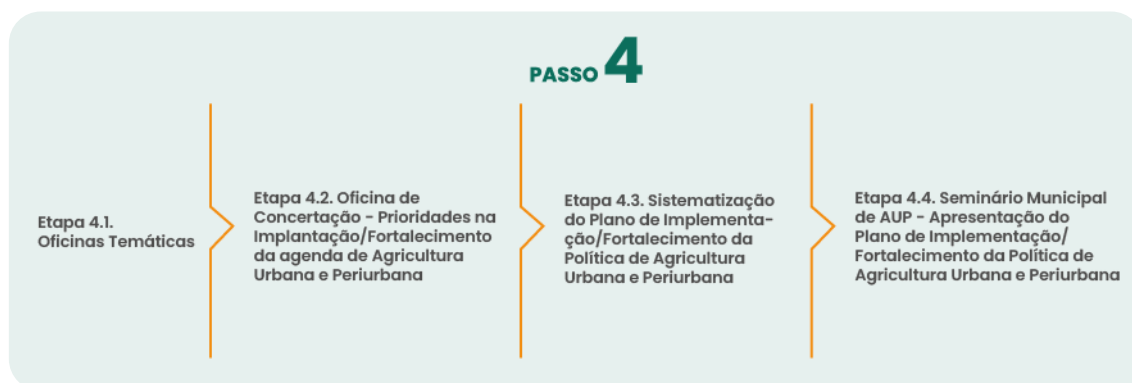 PASSO 4
Etapa 4.1.
Oficinas Temáticas
Etapa 4.2. Oficina de
Concertação - Prioridades na
Implantação/Fortalecimento
da agenda de Agricultura
Urbana e Periurbana
Etapa 4.3. Sistematização
do Plano de Implementa-
ção/Fortalecimento da
Política de Agricultura
Urbana e Periurbana
Etapa 4.4. Seminário Municipal
de AUP - Apresentação do
Plano de Implementação/
Fortalecimento da Política de
Agricultura Urbana e Periurbana